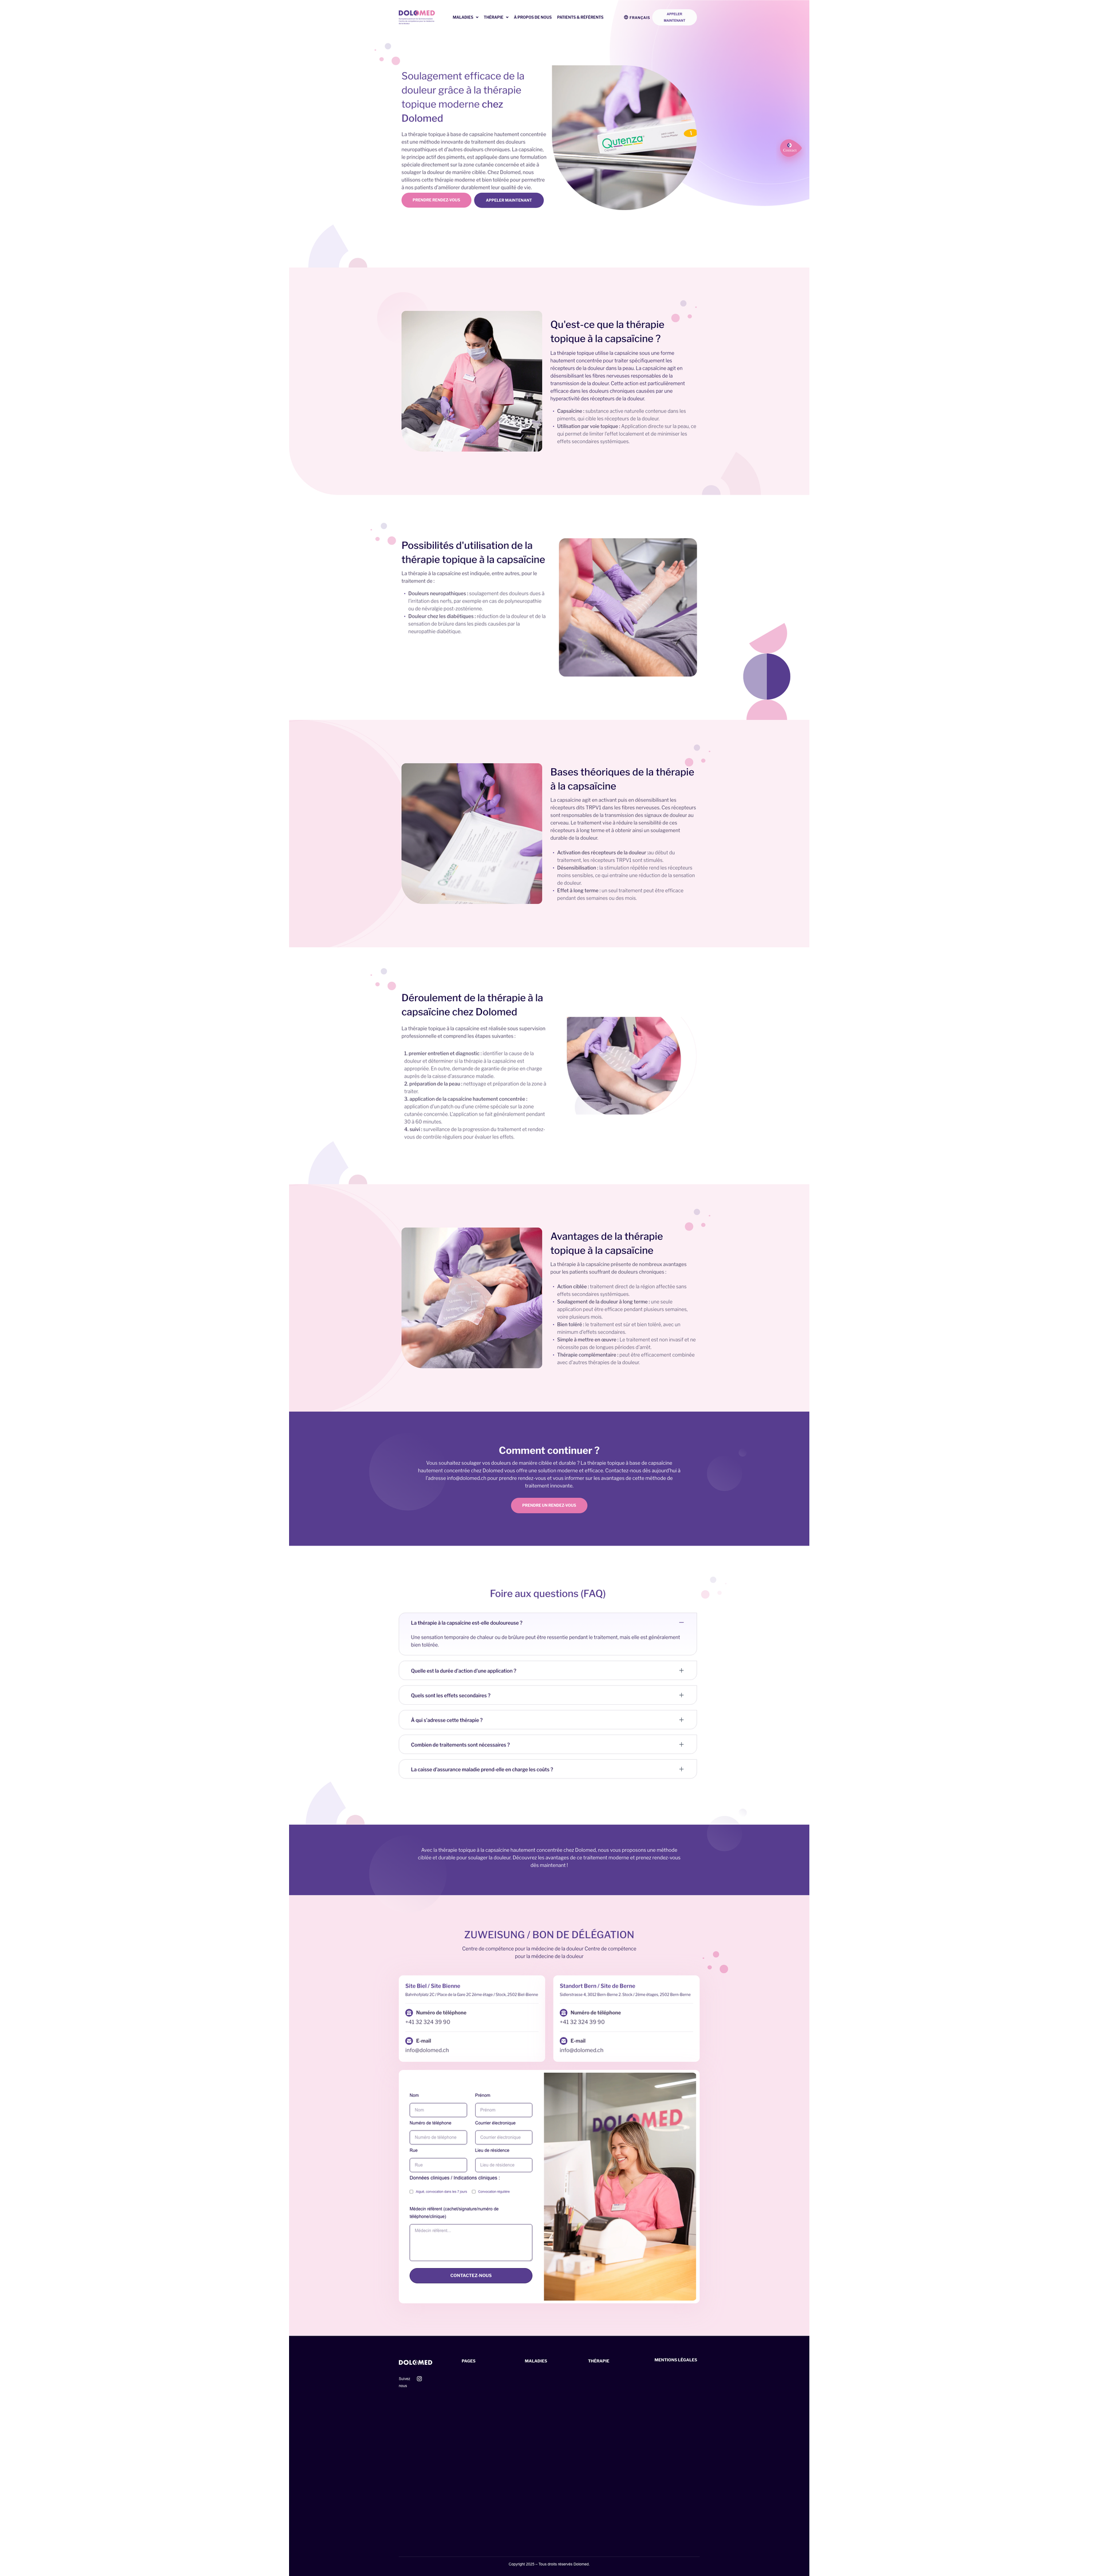 DOLOMED
MALADIES
THÉRAPIE
À PROPOS DE NOUS
PATIENTS & RÉFÉRENTS
FRANÇAIS
APPELER
MAINTENANT
Soulagement efficace de la
douleur grâce à la thérapie
topique moderne chez
Dolomed
La thérapie topique à base de capsaïcine hautement concentrée
est une méthode innovante de traitement des douleurs
neuropathiques et d'autres douleurs chroniques. La capsaïcine,
le principe actif des piments, est appliquée dans une formulation
spéciale directement sur la zone cutanée concernée et aide à
soulager la douleur de manière ciblée. Chez Dolomed, nous
utilisons cette thérapie moderne et bien tolérée pour permettre
à nos patients d'améliorer durablement leur qualité de vie.
PRENDRE RENDEZ-VOUS
APPELER MAINTENANT
Qutenza
Qu'est-ce que la thérapie
topique à la capsaïcine ?
La thérapie topique utilise la capsaïcine sous une forme
hautement concentrée pour traiter spécifiquement les
récepteurs de la douleur dans la peau. La capsaïcine agit en
désensibilisant les fibres nerveuses responsables de la
transmission de la douleur. Cette action est particulièrement
efficace dans les douleurs chroniques causées par une
hyperactivité des récepteurs de la douleur.
• Capsaïcine : substance active naturelle contenue dans les
piments, qui cible les récepteurs de la douleur.
• Utilisation par voie topique : Application directe sur la peau, ce
qui permet de limiter l'effet localement et de minimiser les
effets secondaires systémiques.
Possibilités d'utilisation de la
thérapie topique à la capsaïcine
La thérapie à la capsaïcine est indiquée, entre autres, pour le
traitement de :
• Douleurs neuropathiques : soulagement des douleurs dues à
l'irritation des nerfs, par exemple en cas de polyneuropathie
ou de névralgie post-zostérienne.
• Douleur chez les diabétiques : réduction de la douleur et de la
sensation de brûlure dans les pieds causées par la
neuropathie diabétique.
Bases théoriques de la thérapie
à la capsaïcine
La capsaïcine agit en activant puis en désensibilisant les
récepteurs dits TRPV1 dans les fibres nerveuses. Ces récepteurs
sont responsables de la transmission des signaux de douleur au
cerveau. Le traitement vise à réduire la sensibilité de ces
récepteurs à long terme et à obtenir ainsi un soulagement
durable de la douleur.
• Activation des récepteurs de la douleur :au début du
traitement, les récepteurs TRPV1 sont stimulés.
• Désensibilisation : la stimulation répétée rend les récepteurs
moins sensibles, ce qui entraîne une réduction de la sensation
de douleur.
• Effet à long terme : un seul traitement peut être efficace
pendant des semaines ou des mois.
Qutenza
Déroulement de la thérapie à la
capsaïcine chez Dolomed
La thérapie topique à la capsaïcine est réalisée sous supervision
professionnelle et comprend les étapes suivantes :
1. premier entretien et diagnostic : identifier la cause de la
douleur et déterminer si la thérapie à la capsaïcine est
appropriée. En outre, demande de garantie de prise en charge
auprès de la caisse d'assurance maladie.
2. préparation de la peau : nettoyage et préparation de la zone à
traiter.
3. application de la capsaïcine hautement concentrée :
application d'un patch ou d'une crème spéciale sur la zone
cutanée concernée. L'application se fait généralement pendant
30 à 60 minutes.
4. suivi : surveillance de la progression du traitement et rendez-
vous de contrôle réguliers pour évaluer les effets.
Avantages de la thérapie
topique à la capsaïcine
La thérapie à la capsaïcine présente de nombreux avantages
pour les patients souffrant de douleurs chroniques :
• Action ciblée : traitement direct de la région affectée sans
effets secondaires systémiques.
• Soulagement de la douleur à long terme : une seule
application peut être efficace pendant plusieurs semaines,
voire plusieurs mois.
• Bien toléré : le traitement est sûr et bien toléré, avec un
minimum d'effets secondaires.
• Simple à mettre en œuvre : Le traitement est non invasif et ne
nécessite pas de longues périodes d'arrêt.
• Thérapie complémentaire : peut être efficacement combinée
avec d'autres thérapies de la douleur.
Comment continuer ?
Vous souhaitez soulager vos douleurs de manière ciblée et durable ? La thérapie topique à base de capsaïcine
hautement concentrée chez Dolomed vous offre une solution moderne et efficace. Contactez-nous dès aujourd'hui à
l'adresse info@dolomed.ch pour prendre rendez-vous et vous informer sur les avantages de cette méthode de
traitement innovante.
PRENDRE UN RENDEZ-VOUS
Foire aux questions (FAQ)
La thérapie à la capsaïcine est-elle douloureuse ?
Une sensation temporaire de chaleur ou de brûlure peut être ressentie pendant le traitement, mais elle est généralement
bien tolérée.
Quelle est la durée d'action d'une application ?
Quels sont les effets secondaires ?
À qui s'adresse cette thérapie ?
Combien de traitements sont nécessaires ?
La caisse d'assurance maladie prend-elle en charge les coûts ?
Avec la thérapie topique à la capsaïcine hautement concentrée chez Dolomed, nous vous proposons une méthode
ciblée et durable pour soulager la douleur. Découvrez les avantages de ce traitement moderne et prenez rendez-vous
dès maintenant !
ZUWEISUNG / BON DE DÉLÉGATION
Centre de compétence pour la médecine de la douleur Centre de compétence
pour la médecine de la douleur
Site Biel / Site Bienne
Bahnhofplatz 2C / Place de la Gare 2C 2ème étage / Stock, 2502 Biel-Bienne
Numéro de téléphone
+41 32 324 39 90
E-mail
info@dolomed.ch
Standort Bern / Site de Berne
Numéro de téléphone
+41 32 324 39 90
E-mail
info@dolomed.ch
Nom
Prénom
Nom
Prénom
Numéro de téléphone
Courrier électronique
Numéro de téléphone
Courrier électronique
Rue
Lieu de résidence
Rue
Lieu de résidence
Données cliniques / Indications cliniques :
Convocation régulière
Médecin référent (cachet/signature/numéro de
téléphone/clinique)
Médecin référent...
CONTACTEZ-NOUS
DOLOMED
DOLOMED
Suivez
nous
PAGES
MALADIES
THÉRAPIE
MENTIONS LÉGALES
Copyright 2025 – Tous droits réservés Dolomed.